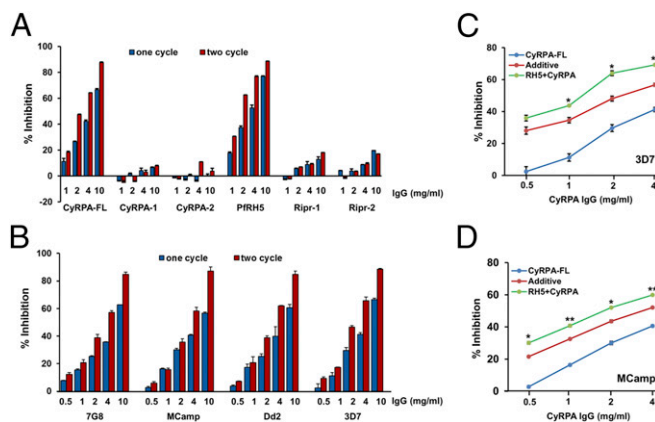 A
one cycle two cycle
% Inhibition
100
80
60
40
20
0
-20
1 2 4 10 1 2 4 10 1 2 4 10 1 2 4 10 1 2 4 10 1 2 4 10 IgG (mg/ml)
CyRPA-FL CyRPA-1 CyRPA-2 PfRH5 Ripr-1 Ripr-2
B
one cycle two cycle
% Inhibition
100
80
60
40
20
0
0.5 1 2 4 10 0.5 1 2 4 10 0.5 1 2 4 10 0.5 1 2 4 10 IgG (mg/ml)
7G8 MCamp Dd2 3D7
C
CyRPA-FL
Additive
RH5+CyRPA
% Inhibition
80
60
40
20
0
* * *
3D7
0.5 1 2 4
CyRPA IgG (mg/ml)
D
CyRPA-FL
Additive
RH5+CyRPA
% Inhibition
80
60
40
20
0
* ** * **
MCamp
0.5 1 2 4
CyRPA IgG (mg/ml)